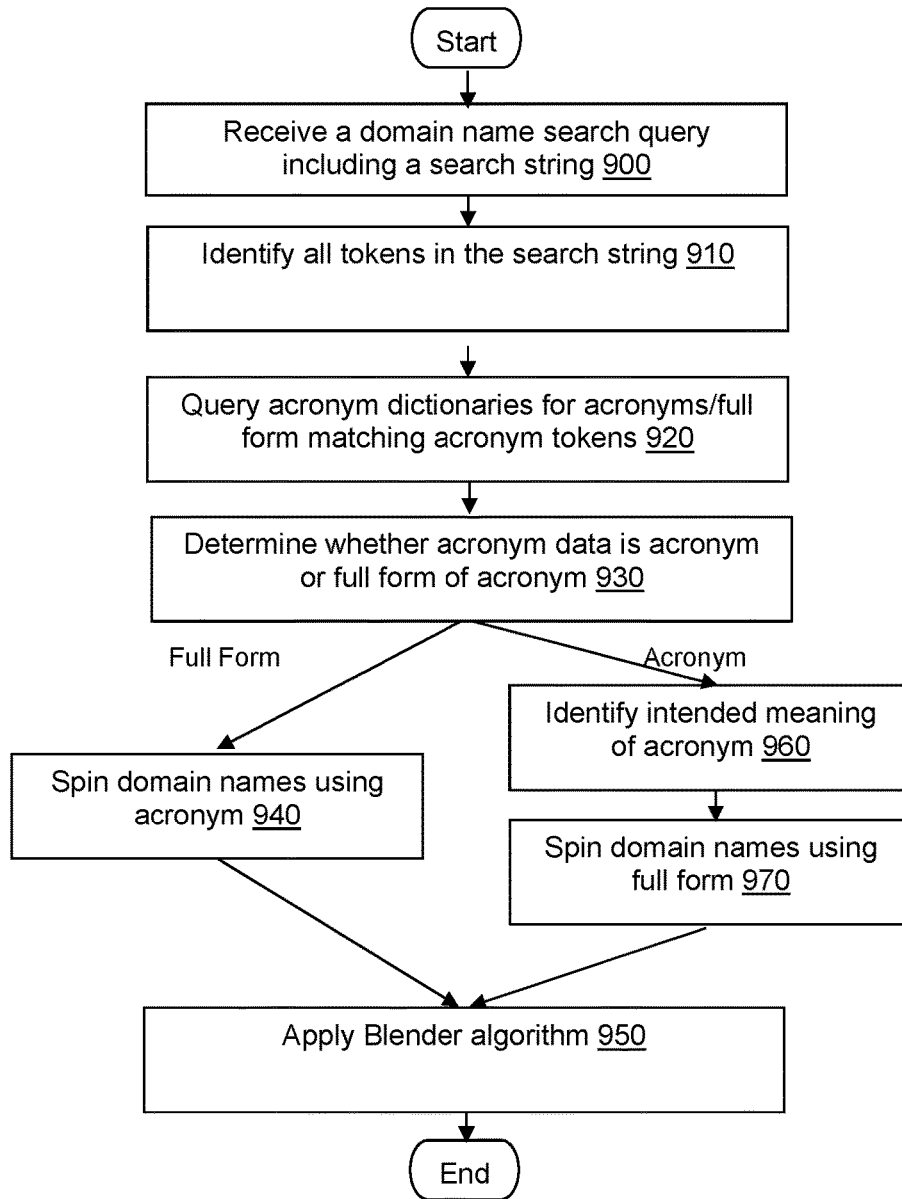 Start
Receive a domain name search query
including a search string 900
Identify all tokens in the search string 910
Query acronym dictionaries for acronyms/full
form matching acronym tokens 920
Determine whether acronym data is acronym
or full form of acronym 930
Full Form
Acronym
Identify intended meaning
of acronym 960
Spin domain names using
acronym 940
Spin domain names using
full form 970
Apply Blender algorithm 950
End